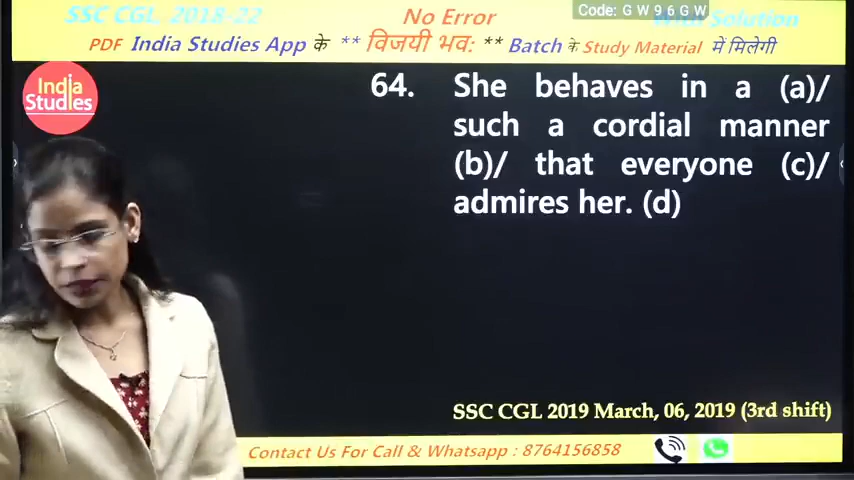 SSC CGL 2018-22
No Error
Code: G W 9 6 G W
With Solution
PDF India Studies App के ** विजयी भव: ** Batch के Study Material में मिलेगी
India
Studies
64. She behaves in a (a)/
such a cordial manner
(b)/ that everyone (c)/
admires her. (d)
SSC CGL 2019 March, 06, 2019 (3rd shift)
Contact Us For Call & Whatsapp : 8764156858